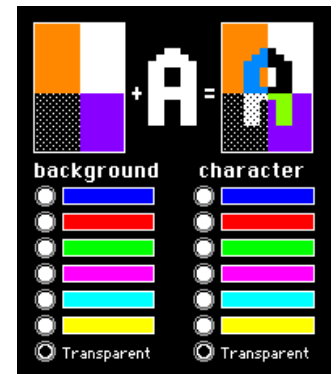 + A =
background character
Transparent Transparent